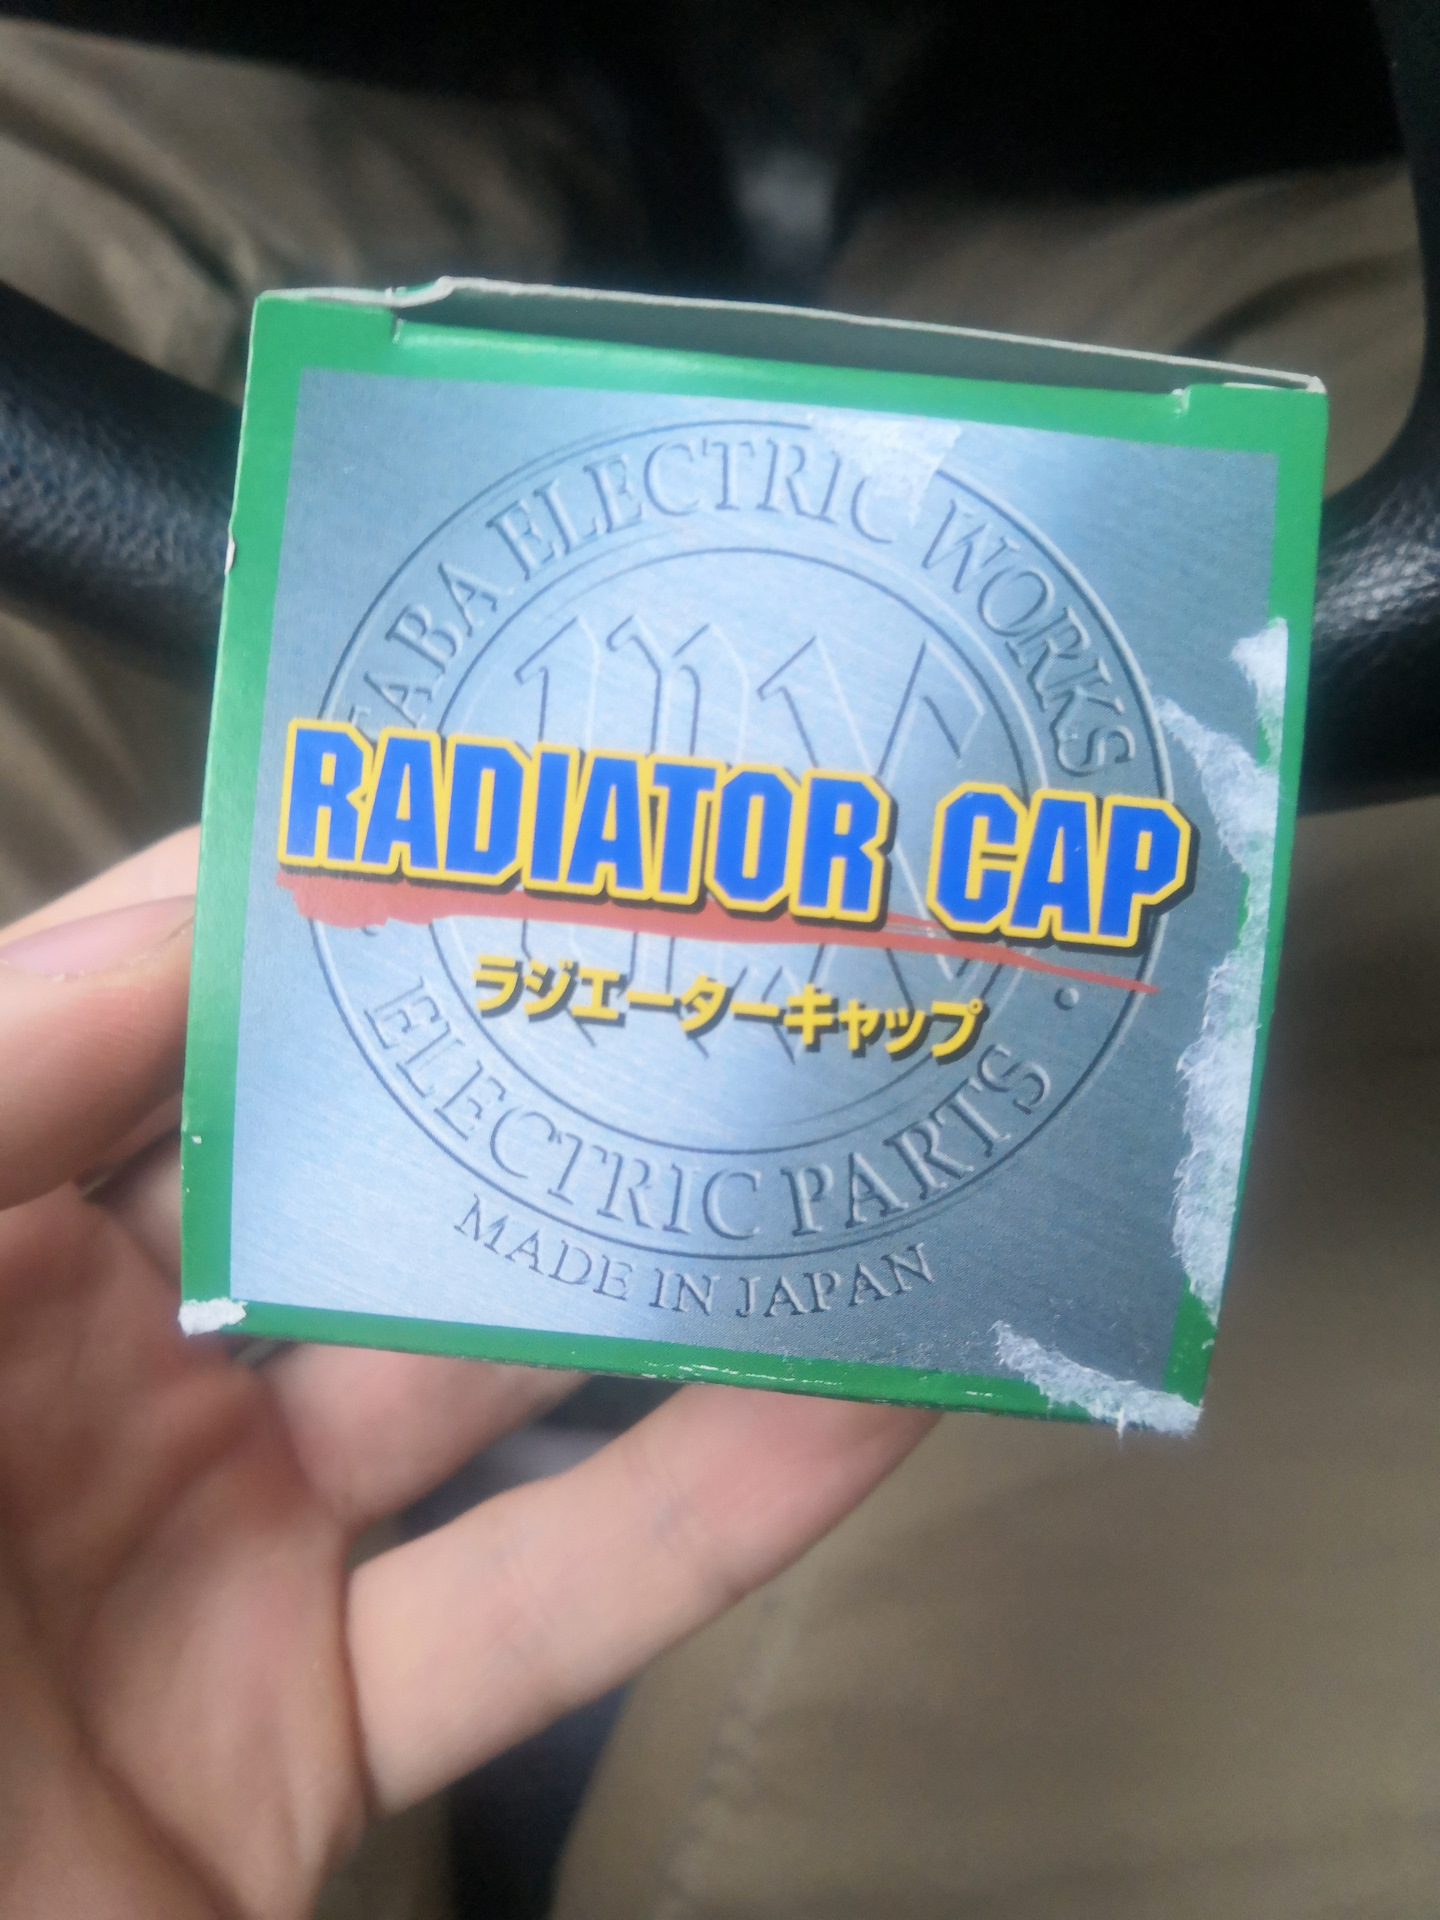 ELECTRIC WORKS
RADIATOR CAP
ラジエーターキャップ
ELECTRIC PARTS
MADE IN JAPAN